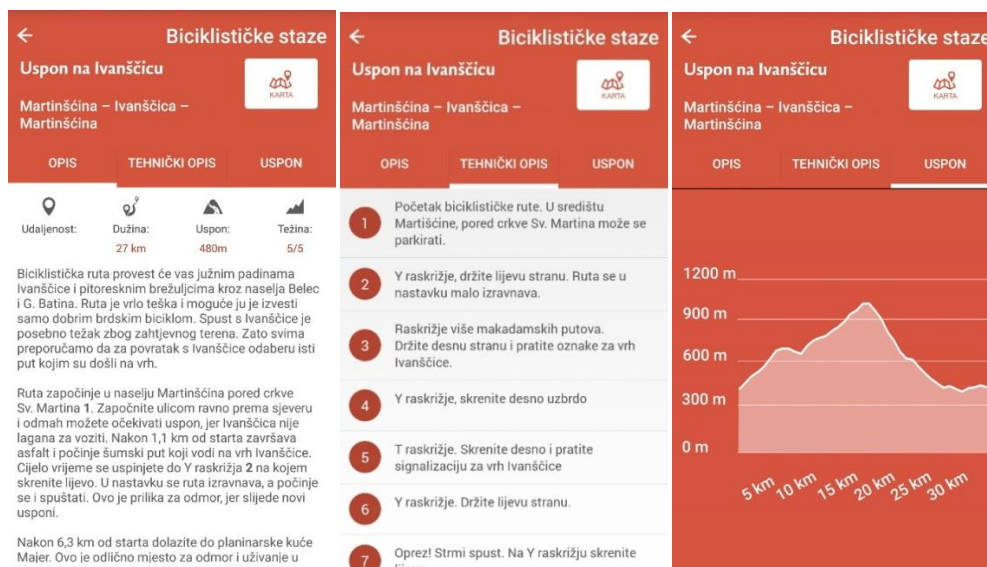 Biciklističke staze
Uspon na Ivanščicu
KARTA
Martinšćina – Ivanščica –
Martinšćina
OPIS
TEHNIČKI OPIS
USPON
Udaljenost:
Dužina:
Uspon:
Težina:
27 km
480m
5/5
Biciklistička ruta provest će vas južnim padinama
Ivanščice i pitoresknim brežuljcima kroz naselja Belec
i G. Batina. Ruta je vrlo teška i moguće ju je izvesti
samo dobrim brdskim biciklom. Spust s Ivanščice je
posebno težak zbog zahtjevnog terena. Zato svima
preporučamo da za povratak s Ivanščice odaberu isti
put kojim su došli na vrh.
Ruta započinje u naselju Martinšćina pored crkve
Sv. Martina 1. Započnite ulicom ravno prema sjeveru
i odmah možete očekivati uspon, jer Ivanščica nije
lagana za voziti. Nakon 1,1 km od starta završava
asfalt i počinje šumski put koji vodi na vrh Ivanščice.
Cijelo vrijeme se uspinjete do Y raskrižja 2 na kojem
skrenite lijevo. U nastavku se ruta izravnava, a počinje
se i spuštati. Ovo je prilika za odmor, jer slijede novi
usponi.
Nakon 6,3 km od starta dolazite do planinarske kuće
Majer. Ovo je odlično mjesto za odmor i uživanje u
Biciklističke staze
Uspon na Ivanščicu
KARTA
Martinšćina – Ivanščica –
Martinšćina
OPIS
TEHNIČKI OPIS
USPON
1
Početak biciklističke rute. U središtu
Martišćine, pored crkve Sv. Martina može se
parkirati.
2
Y raskrižje, držite lijevu stranu. Ruta se u
nastavku malo izravnava.
3
Raskrižje više makadamskih putova.
Držite desnu stranu i pratite oznake za vrh
Ivanščice.
4
Y raskrižje, skrenite desno uzbrdo
5
T raskrižje. Skrenite desno i pratite
signalizaciju za vrh Ivanščice
6
Y raskrižje. Držite lijevu stranu.
7
Oprez! Strmi spust. Na Y raskrižju skrenite
Biciklističke staze
Uspon na Ivanščicu
KARTA
Martinšćina – Ivanščica –
Martinšćina
OPIS
TEHNIČKI OPIS
USPON
1200 m
900 m
600 m
300 m
0 m
5 km
10 km
15 km
20 km
25 km
30 km